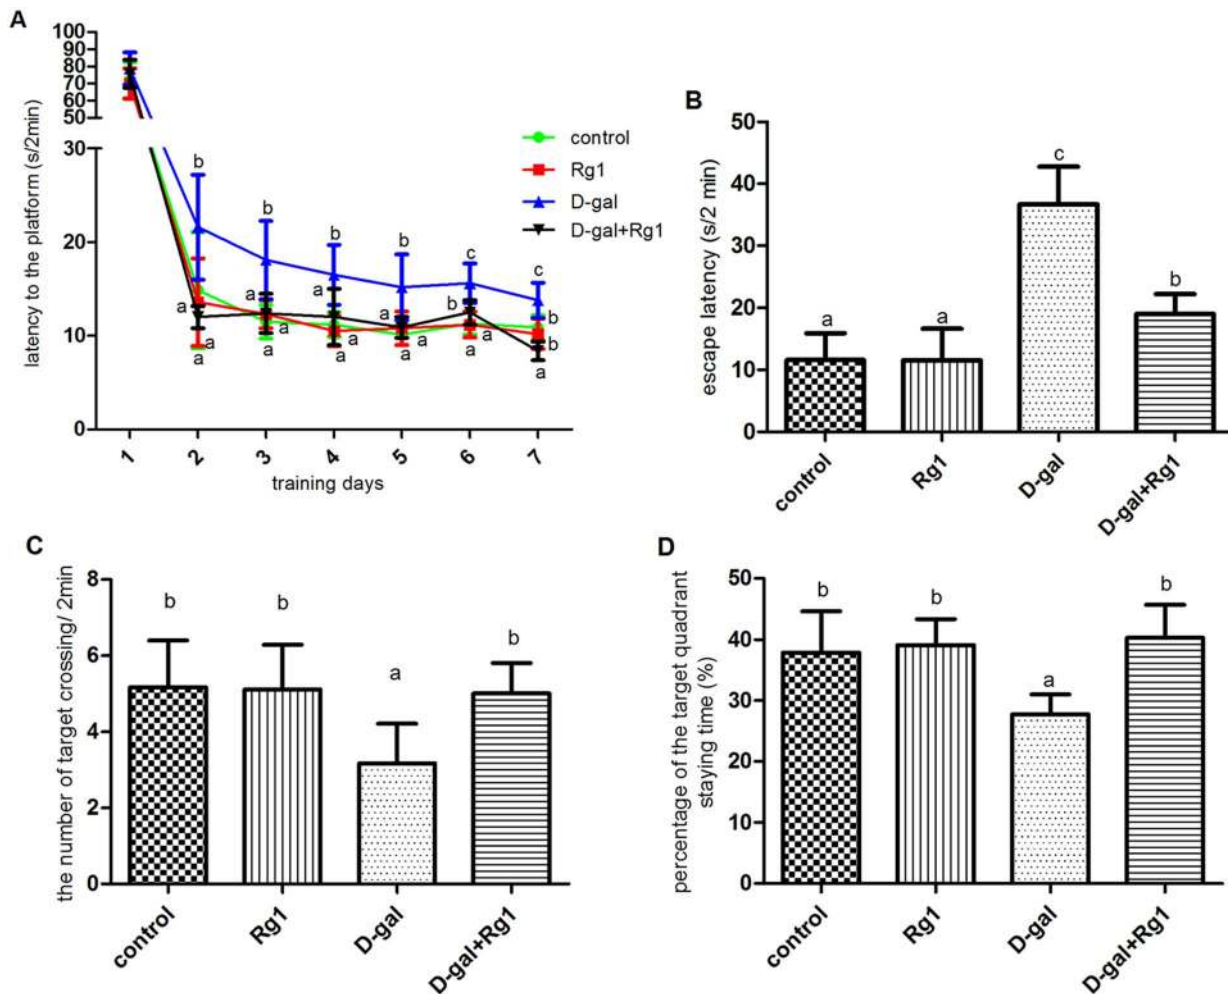 A
latency to the platform (s/2min)
100
90
80
70
60
50
30
20
10
0
b
b
b
b
c
c
a
a
a
a
b
b
a
a
a
a
a
b
a
a
a
a
a
a
1
2
3
4
5
6
7
training days
control
Rg1
D-gal
D-gal+Rg1
B
escape latency (s/2 min)
50
40
30
20
10
0
a
a
c
b
control
Rg1
D-gal
D-gal+Rg1
C
the number of target crossing/ 2min
8
6
4
2
0
b
b
a
b
control
Rg1
D-gal
D-gal+Rg1
D
percentage of the target quadrant
staying time (%)
50
40
30
20
10
0
b
b
a
b
control
Rg1
D-gal
D-gal+Rg1